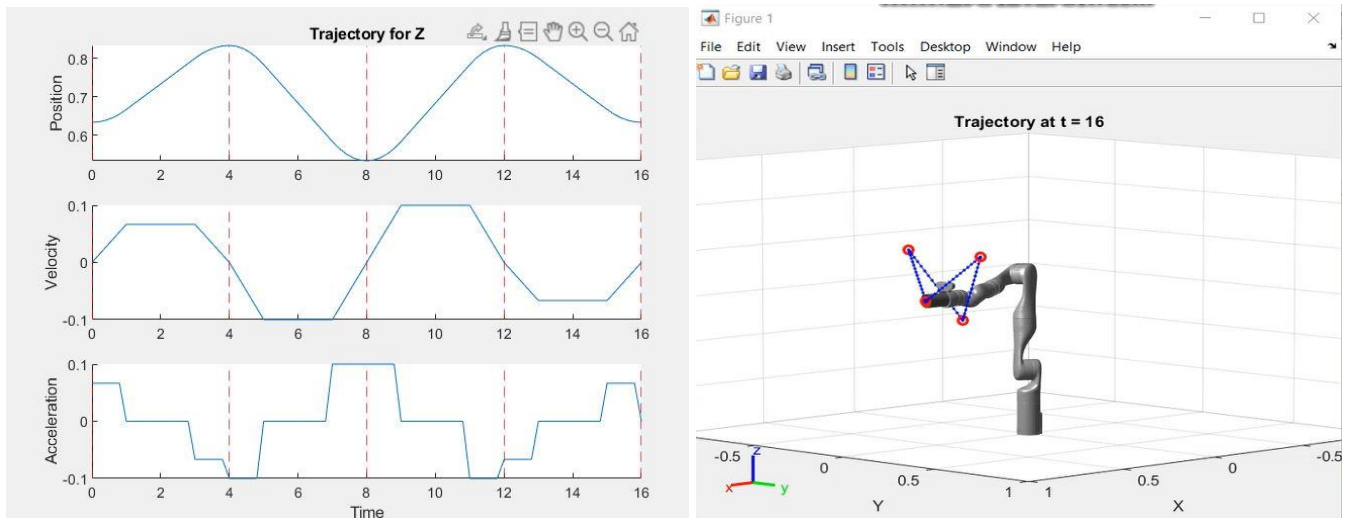 Trajectory for Z
Position
0.8
0.7
0.6
0 2 4 6 8 10 12 14 16
Velocity
0.1
0
-0.1
0 2 4 6 8 10 12 14 16
Acceleration
0.1
0
-0.1
0 2 4 6 8 10 12 14 16
Time
Figure 1
File Edit View Insert Tools Desktop Window Help
Trajectory at t = 16
-0.5 0 0.5 1
Y
1 0.5 0 -0.5
X
z
x y